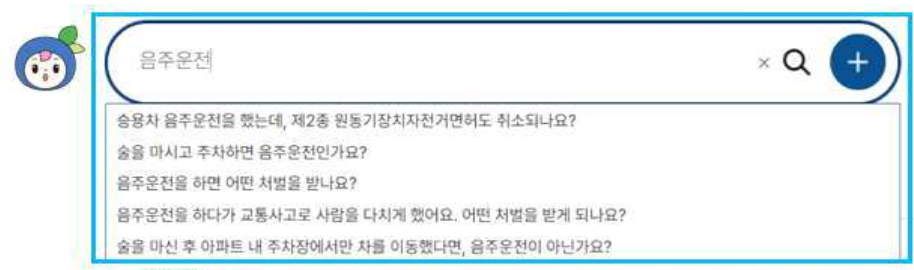 음주운전
승용차 음주운전을 했는데, 제2종 원동기장치자전거면허도 취소되나요?
술을 마시고 주차하면 음주운전인가요?
음주운전을 하면 어떤 처벌을 받나요?
음주운전을 하다가 교통사고로 사람을 다치게 했어요. 어떤 처벌을 받게 되나요?
술을 마신 후 아파트 내 주차장에서만 차를 이동했다면, 음주운전이 아닌가요?